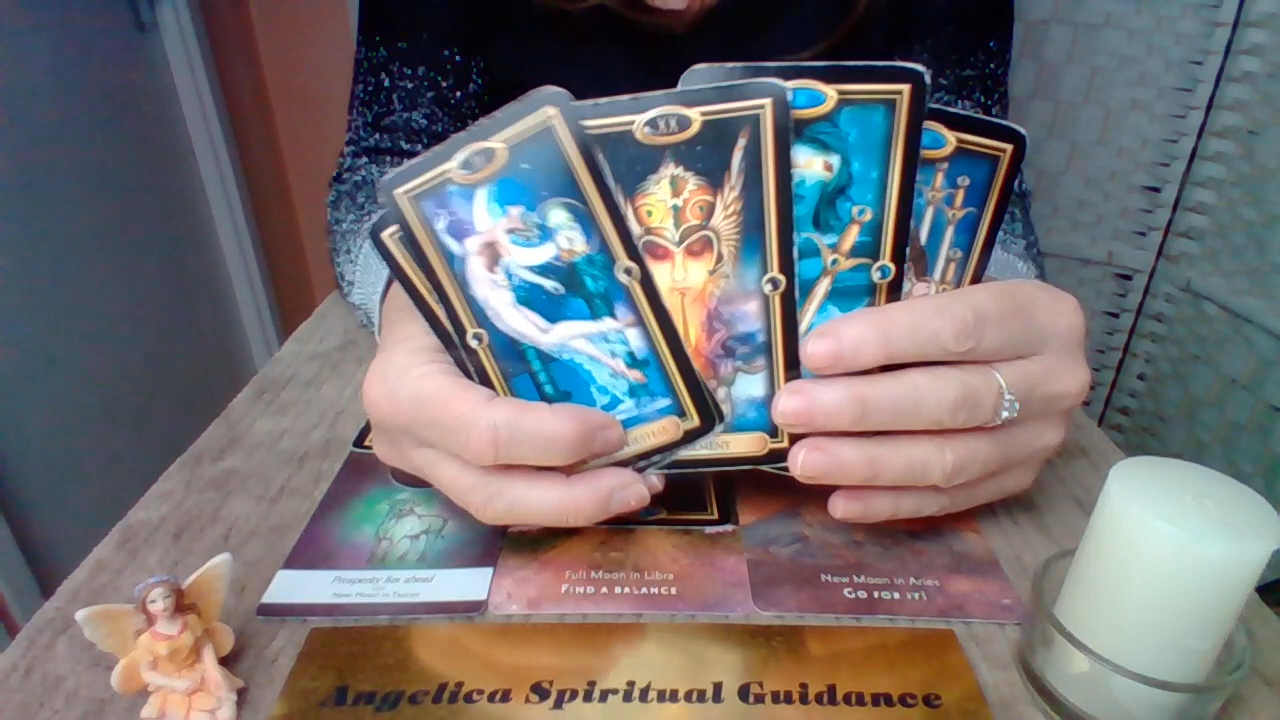 XX
EMENT
Prosperity lies ahead
New Moon in Taurus
Full Moon in Libra
FIND A BALANCE
New Moon in Aries
GO FOR IT!
Angelica Spiritual Guidance